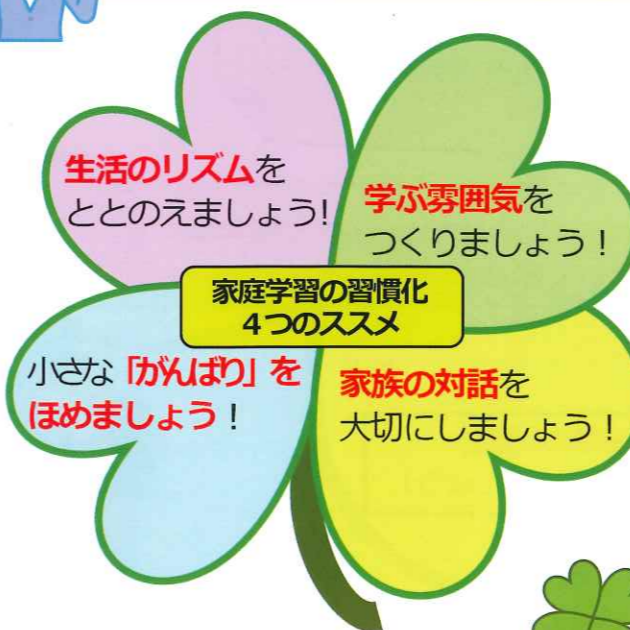 生活のリズムを
ととのえましょう!
学ぶ雰囲気を
つくりましょう！
家庭学習の習慣化
４つのススメ
小さな「がんばり」を
ほめましょう！
家族の対話を
大切にしましょう！